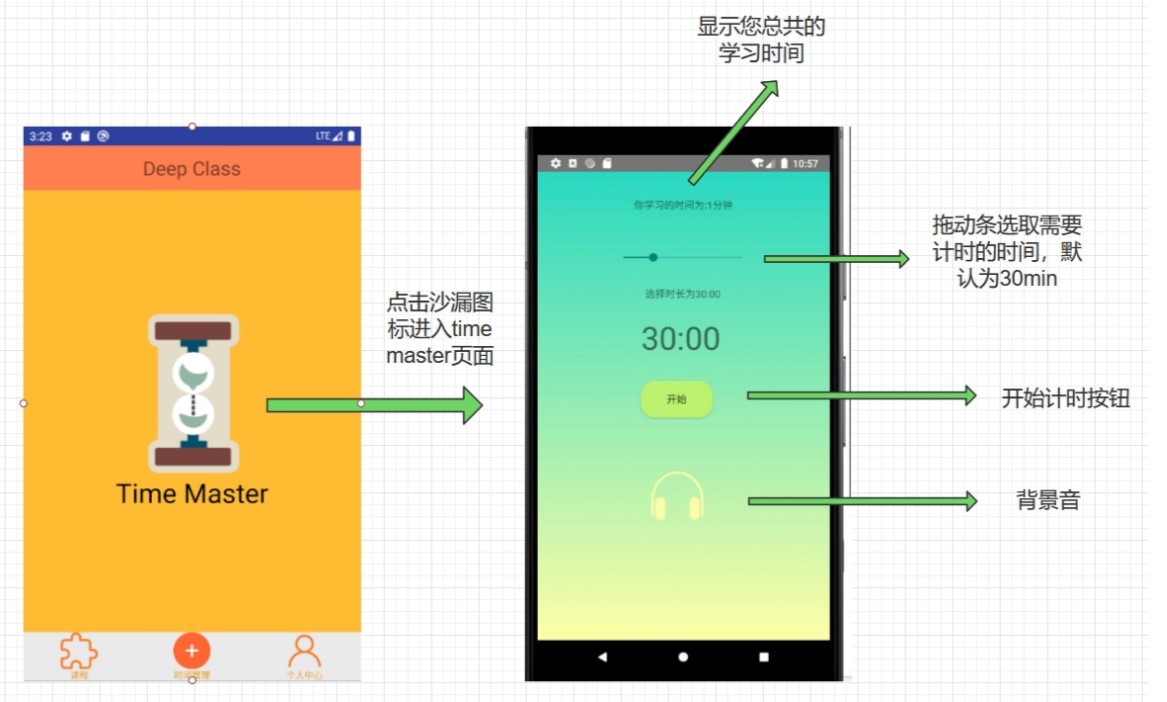 显示您总共的
学习时间
3:23
LTE
Deep Class
10:57
你学习的时间为:1分钟
拖动条选取需要
计时的时间，默
认为30min
选择时长为30:00
点击沙漏图
标进入time
master页面
30:00
开始
开始计时按钮
Time Master
背景音
课程
时间管理
个人中心